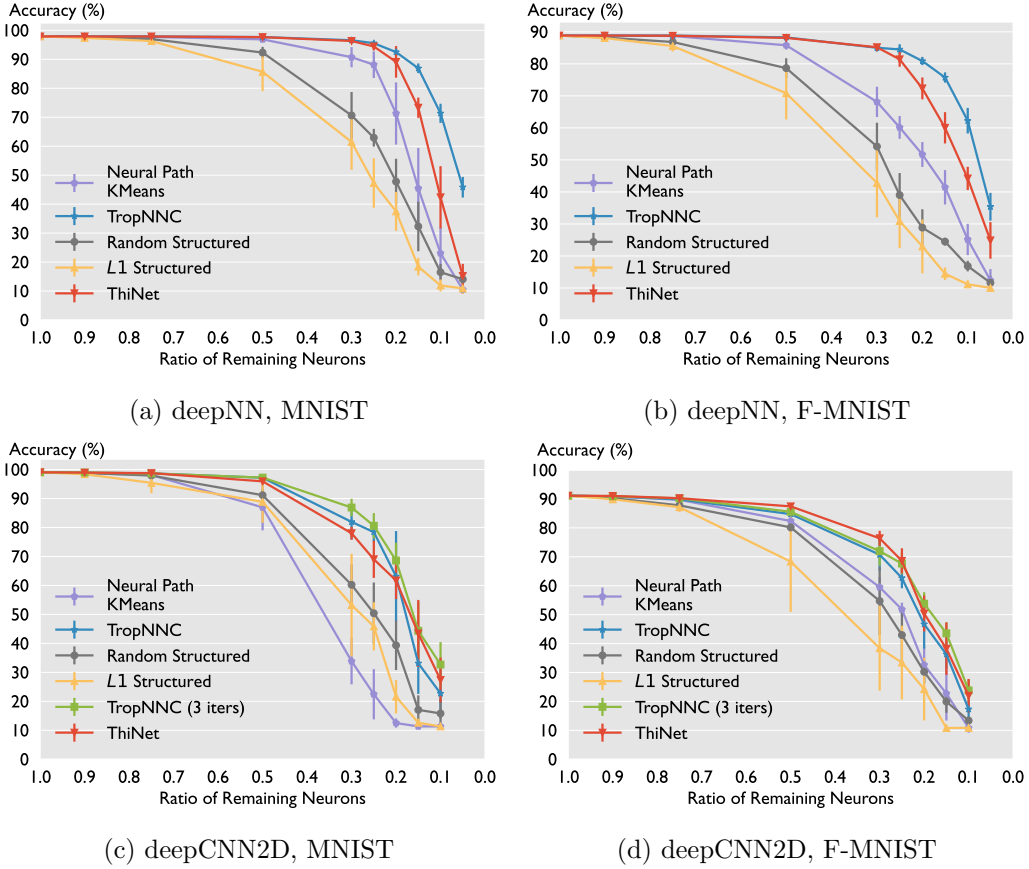 Accuracy (%)
100
90
80
70
60
50
40
30
20
10
0
Neural Path
KMeans
TropNNC
Random Structured
L1 Structured
ThiNet
1.0 0.9 0.8 0.7 0.6 0.5 0.4 0.3 0.2 0.1 0.0
Ratio of Remaining Neurons
(a) deepNN, MNIST
Accuracy (%)
90
80
70
60
50
40
30
20
10
0
Neural Path
KMeans
TropNNC
Random Structured
L1 Structured
ThiNet
1.0 0.9 0.8 0.7 0.6 0.5 0.4 0.3 0.2 0.1 0.0
Ratio of Remaining Neurons
(b) deepNN, F-MNIST
Accuracy (%)
100
90
80
70
60
50
40
30
20
10
0
Neural Path
KMeans
TropNNC
Random Structured
L1 Structured
TropNNC (3 iters)
ThiNet
1.0 0.9 0.8 0.7 0.6 0.5 0.4 0.3 0.2 0.1 0.0
Ratio of Remaining Neurons
(c) deepCNN2D, MNIST
Accuracy (%)
100
90
80
70
60
50
40
30
20
10
0
Neural Path
KMeans
TropNNC
Random Structured
L1 Structured
TropNNC (3 iters)
ThiNet
1.0 0.9 0.8 0.7 0.6 0.5 0.4 0.3 0.2 0.1 0.0
Ratio of Remaining Neurons
(d) deepCNN2D, F-MNIST